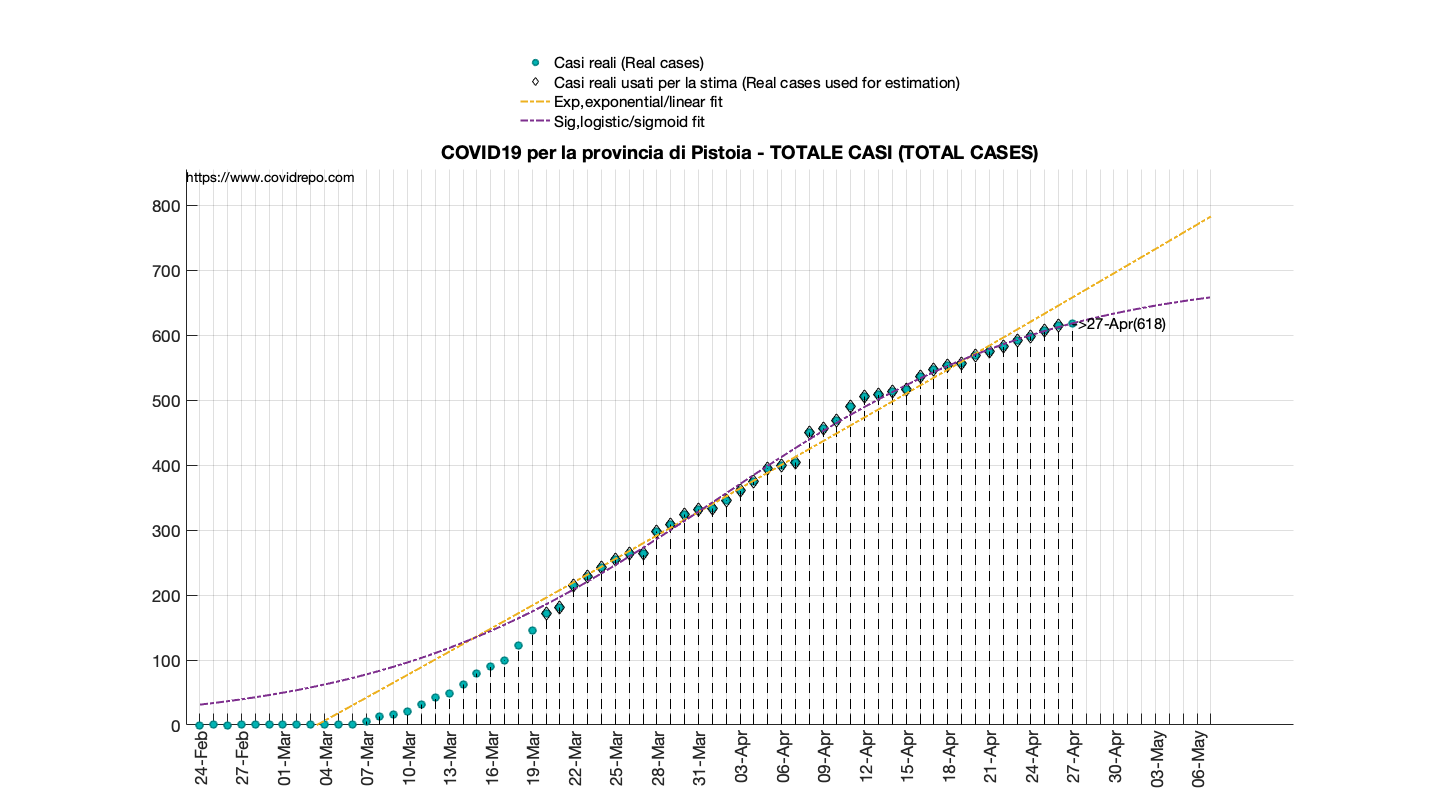 Casi reali (Real cases)
Casi reali usati per la stima (Real cases used for estimation)
Exp,exponential/linear fit
Sig,logistic/sigmoid fit
COVID19 per la provincia di Pistoia - TOTALE CASI (TOTAL CASES)
https://www.covidrepo.com
800
700
600
500
400
300
200
100
0
>27-Apr(618)
24-Feb
27-Feb
01-Mar
04-Mar
07-Mar
10-Mar
13-Mar
16-Mar
19-Mar
22-Mar
25-Mar
28-Mar
31-Mar
03-Apr
06-Apr
09-Apr
12-Apr
15-Apr
18-Apr
21-Apr
24-Apr
27-Apr
30-Apr
03-May
06-May